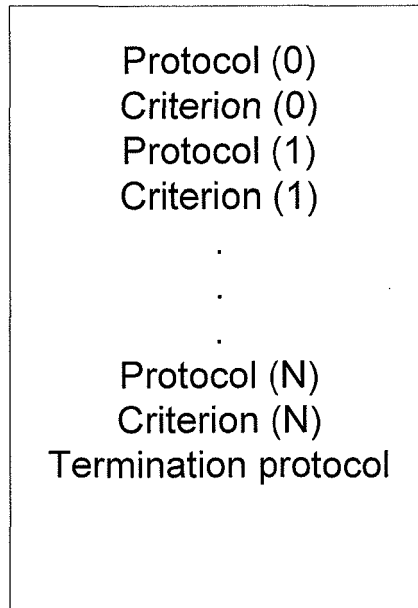 Protocol (0)
Criterion (0)
Protocol (1)
Criterion (1)
.
.
.
Protocol (N)
Criterion (N)
Termination protocol